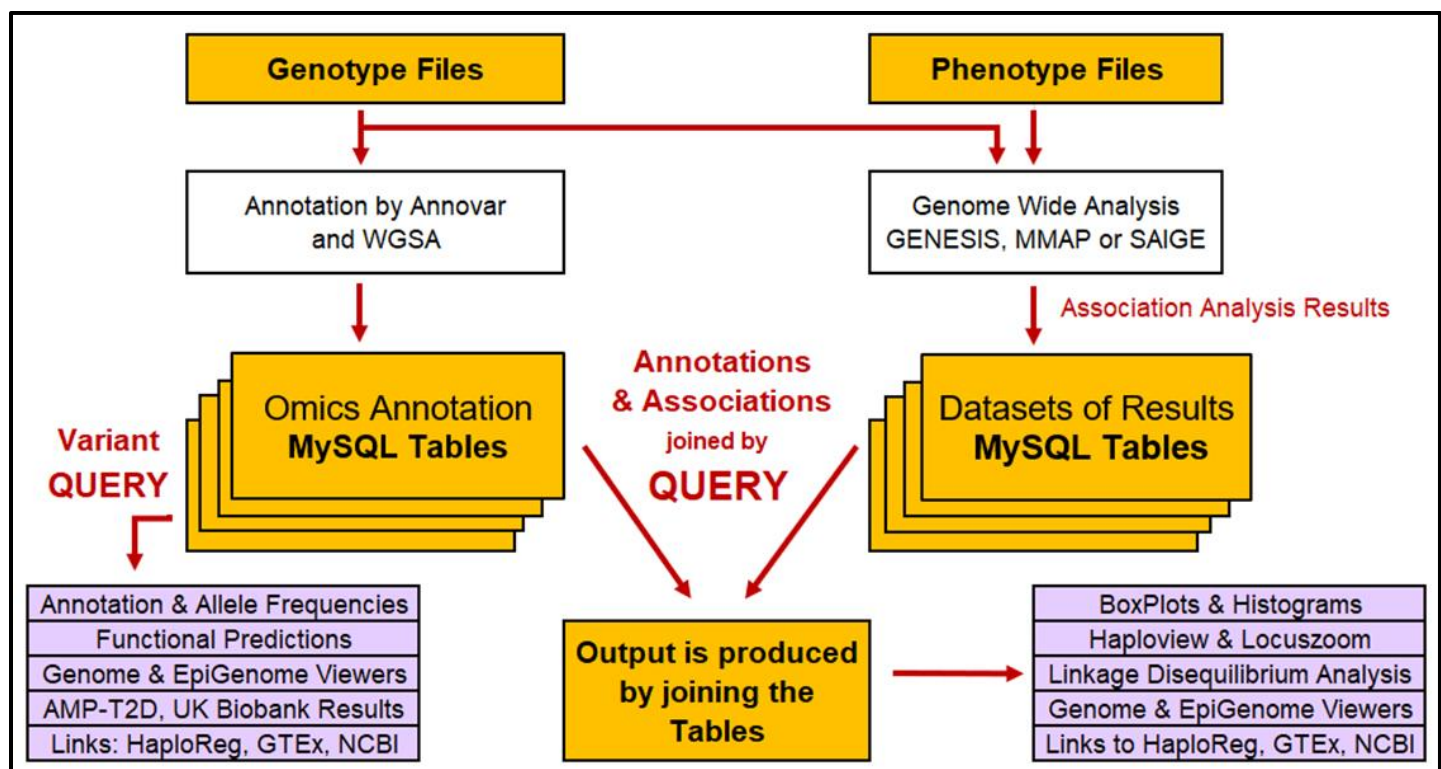 Genotype Files
Phenotype Files
Annotation by Annovar
and WGSA
Genome Wide Analysis
GENESIS, MMAP or SAIGE
Association Analysis Results
Omics Annotation
MySQL Tables
Annotations
& Associations
joined by
QUERY
Datasets of Results
MySQL Tables
Variant
QUERY
Annotation & Allele Frequencies
Functional Predictions
Genome & EpiGenome Viewers
AMP-T2D, UK Biobank Results
Links: HaploReg, GTEx, NCBI
Output is produced
by joining the
Tables
BoxPlots & Histograms
Haploview & Locuszoom
Linkage Disequilibrium Analysis
Genome & EpiGenome Viewers
Links to HaploReg, GTEx, NCBI